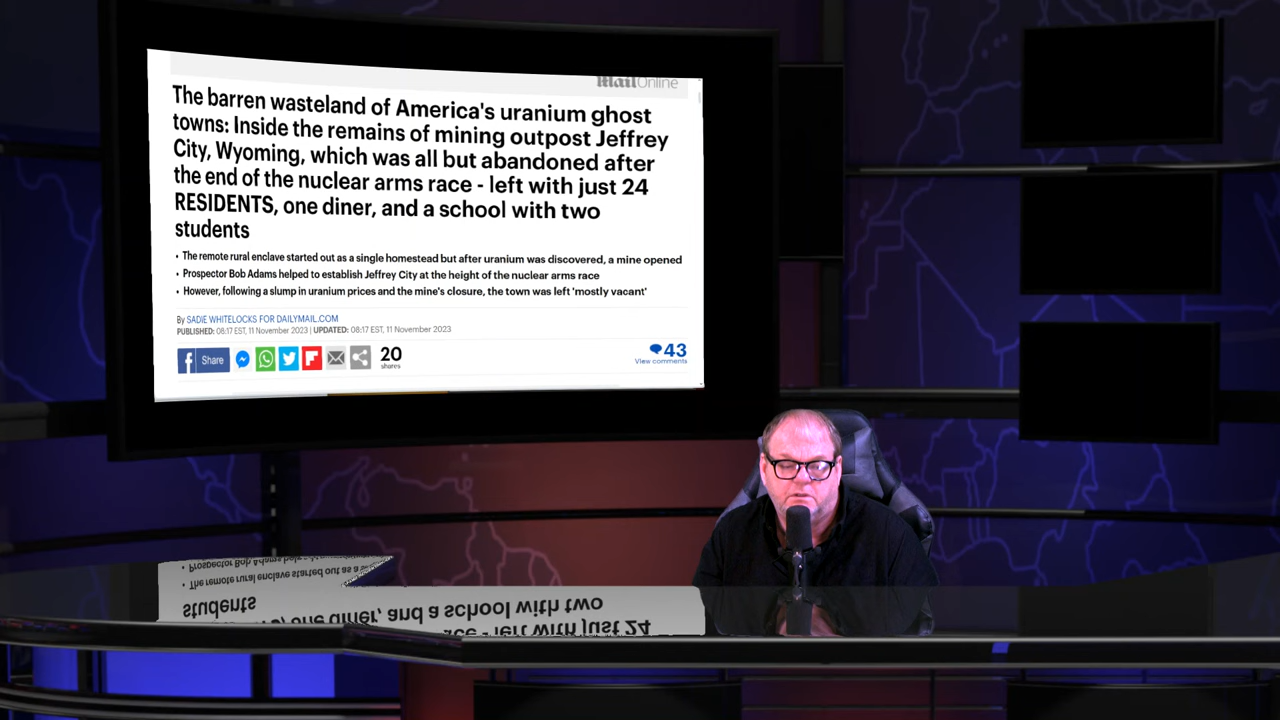 MailOnline
The barren wasteland of America's uranium ghost
towns: Inside the remains of mining outpost Jeffrey
City, Wyoming, which was all but abandoned after
the end of the nuclear arms race - left with just 24
RESIDENTS, one diner, and a school with two
students
• The remote rural enclave started out as a single homestead but after uranium was discovered, a mine opened
• Prospector Bob Adams helped to establish Jeffrey City at the height of the nuclear arms race
• However, following a slump in uranium prices and the mine's closure, the town was left 'mostly vacant'
By SADIE WHITELOCKS FOR DAILYMAIL.COM
PUBLISHED: 08:17 EST, 11 November 2023 | UPDATED: 08:17 EST, 11 November 2023
Share
20
shares
43
View comments